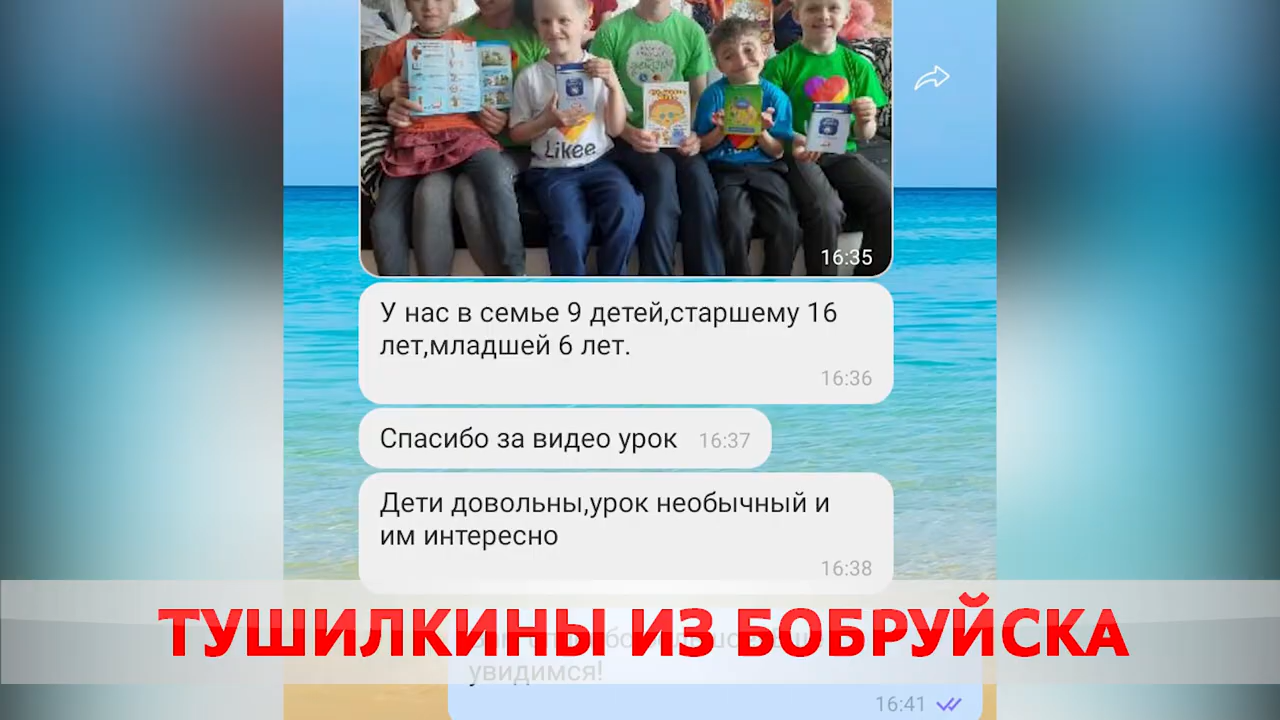 Likee
16:35
У нас в семье 9 детей,старшему 16
лет,младшей 6 лет.
16:36
Спасибо за видео урок 16:37
Дети довольны,урок необычный и
им интересно
16:38
ТУШИЛКИНЫ ИЗ БОБРУЙСКА
увидимся!
16:41